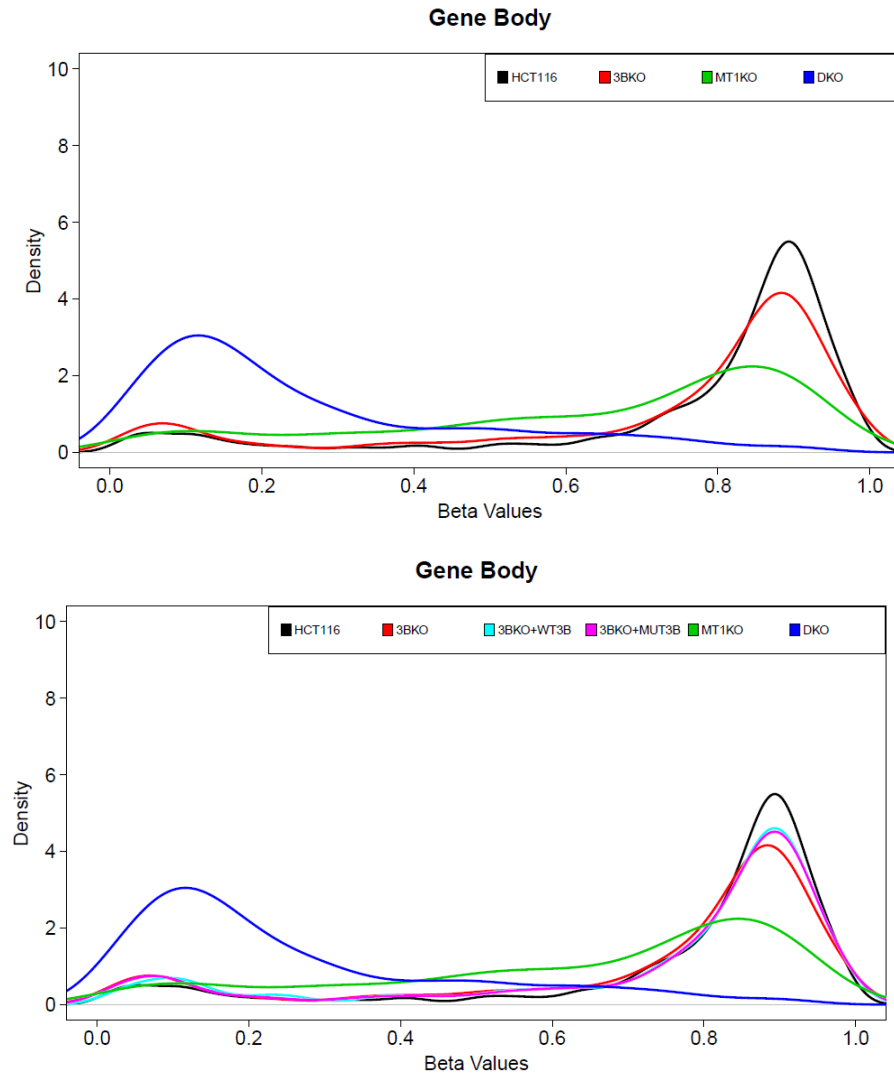 Gene Body
HCT116 3BKO MT1KO DKO
10
8
6
4
2
0
Density
0.0 0.2 0.4 0.6 0.8 1.0
Beta Values
Gene Body
HCT116 3BKO 3BKO+WT3B 3BKO+MUT3B MT1KO DKO
10
8
6
4
2
0
Density
0.0 0.2 0.4 0.6 0.8 1.0
Beta Values